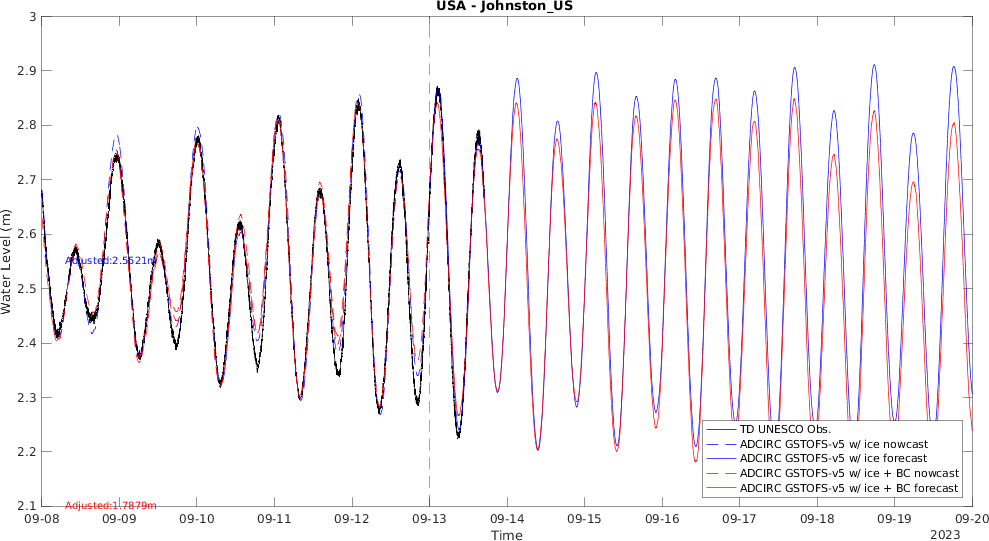 USA - Johnston_US
3
2.9
2.8
2.7
2.6
2.5
2.4
2.3
2.2
2.1
Water Level (m)
Adjusted:2.5521m
Adjusted:1.7879m
TD UNESCO Obs.
ADCIRC GSTOFS-v5 w/ ice nowcast
ADCIRC GSTOFS-v5 w/ ice forecast
ADCIRC GSTOFS-v5 w/ ice + BC nowcast
ADCIRC GSTOFS-v5 w/ ice + BC forecast
09-08 09-09 09-10 09-11 09-12 09-13 09-14 09-15 09-16 09-17 09-18 09-19 09-20
Time
2023